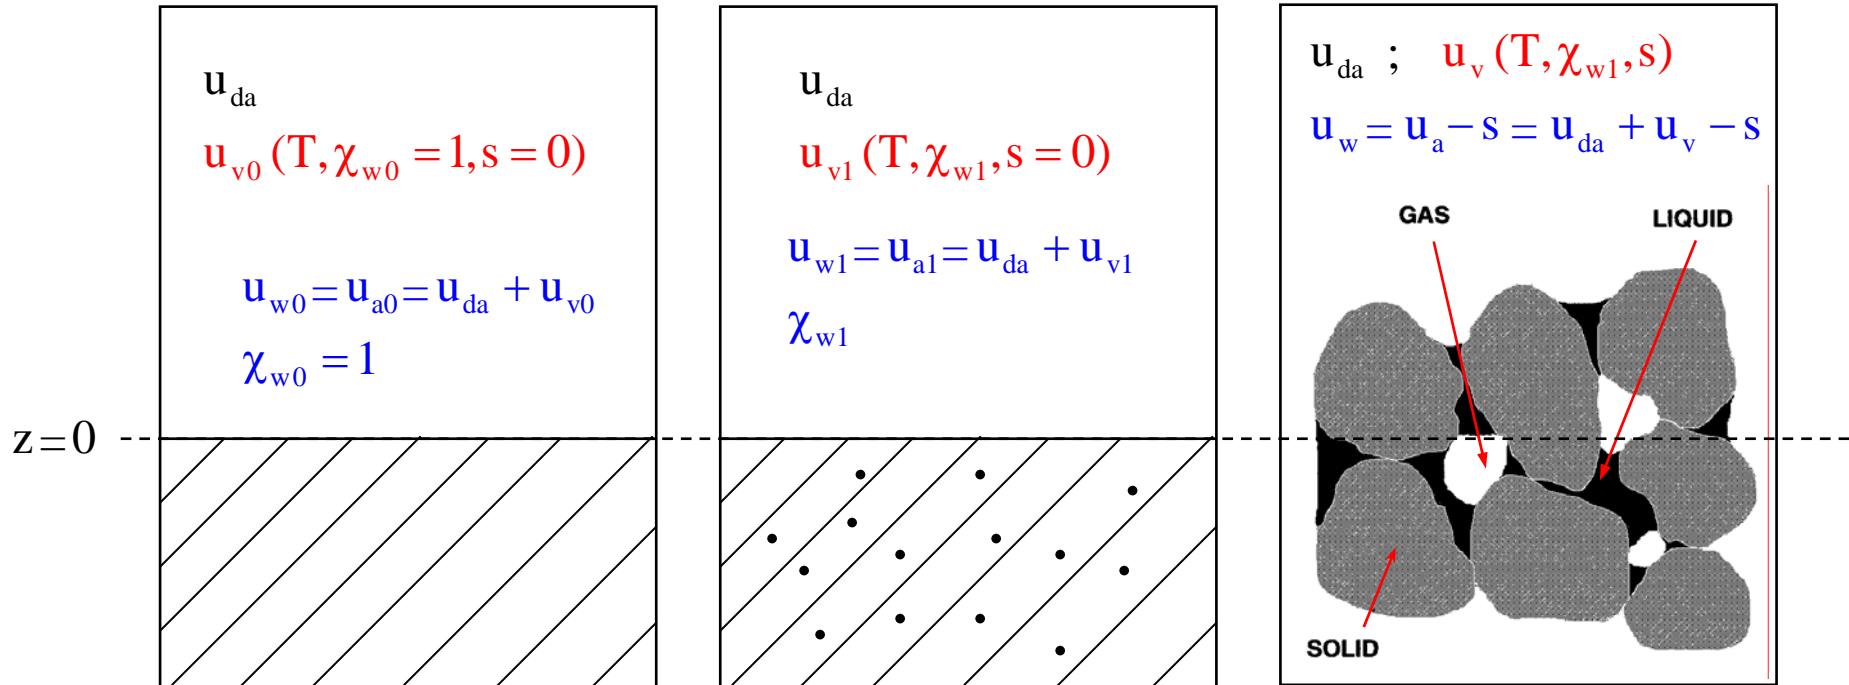 u_da
u_v0 (T, χ_w0 = 1, s = 0)
u_w0 = u_a0 = u_da + u_v0
χ_w0 = 1
z = 0
u_da
u_v1 (T, χ_w1, s = 0)
u_w1 = u_a1 = u_da + u_v1
χ_w1
u_da ; u_v (T, χ_w1, s)
u_w = u_a − s = u_da + u_v − s
GAS
LIQUID
SOLID